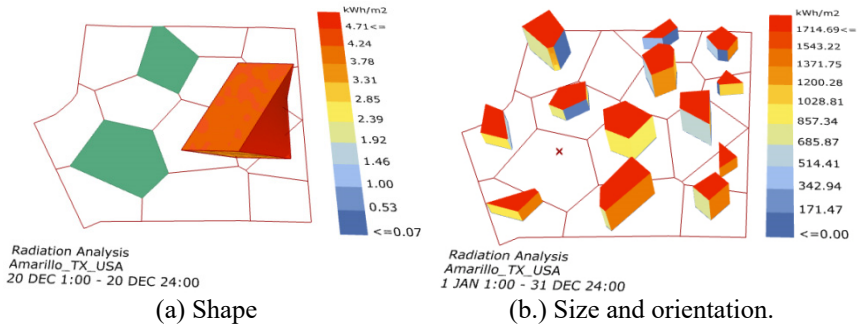 kWh/m2
4.71<=
4.24
3.78
3.31
2.85
2.39
1.92
1.46
1.00
0.53
<=0.07
Radiation Analysis
Amarillo_TX_USA
20 DEC 1:00 - 20 DEC 24:00
(a) Shape
kWh/m2
1714.69<=
1543.22
1371.75
1200.28
1028.81
857.34
685.87
514.41
342.94
171.47
<=0.00
Radiation Analysis
Amarillo_TX_USA
1 JAN 1:00 - 31 DEC 24:00
(b.) Size and orientation.